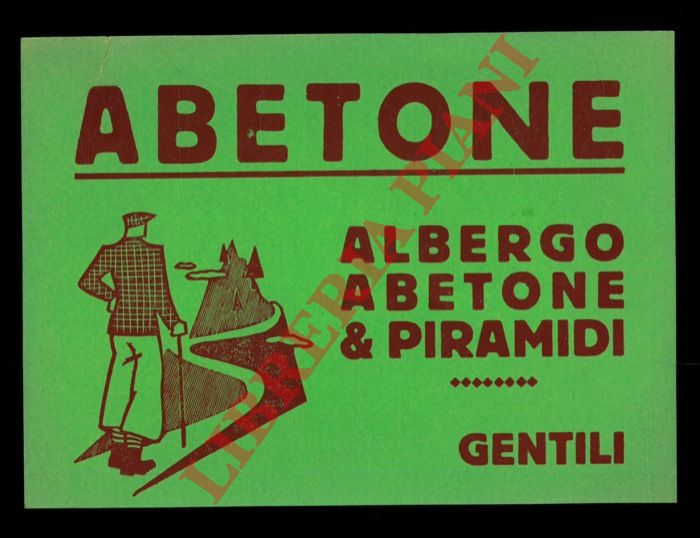 ABETONE
ALBERGO
ABETONE
& PIRAMIDI
GENTILI
LIBRERIA PIANI